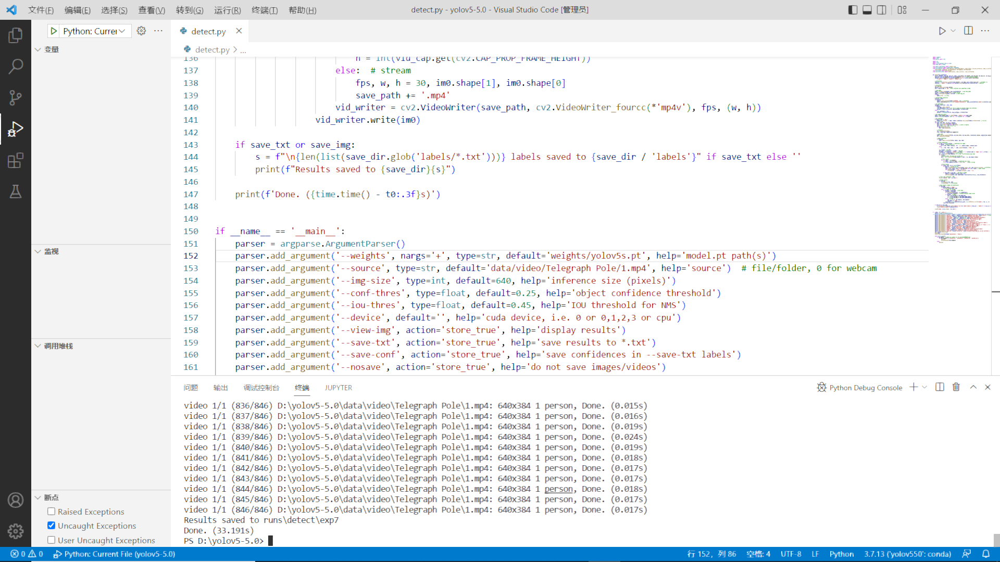 文件(F) 编辑(E) 选择(S) 查看(V) 转到(G) 运行(R) 终端(T) 帮助(H) detect.py - yolov5-5.0 - Visual Studio Code [管理员]
Python: Curre detect.py
变量
detect.py > ...
136 h = int(vid_cap.get(cv2.CAP_PROP_FRAME_HEIGHT))
137 else:  # stream
138 fps, w, h = 30, im0.shape[1], im0.shape[0]
139 save_path += '.mp4'
140 vid_writer = cv2.VideoWriter(save_path, cv2.VideoWriter_fourcc(*'mp4v'), fps, (w, h))
141 vid_writer.write(im0)
142
143 if save_txt or save_img:
144 s = f"\n{len(list(save_dir.glob('labels/*.txt')))} labels saved to {save_dir / 'labels'}" if save_txt else ''
145 print(f"Results saved to {save_dir}{s}")
146
147 print(f'Done. ({time.time() - t0:.3f}s)')
148
149
150 if __name__ == '__main__':
151 parser = argparse.ArgumentParser()
152 parser.add_argument('--weights', nargs='+', type=str, default='weights/yolov5s.pt', help='model.pt path(s)')
153 parser.add_argument('--source', type=str, default='data/video/Telegraph Pole/1.mp4', help='source')  # file/folder, 0 for webcam
154 parser.add_argument('--img-size', type=int, default=640, help='inference size (pixels)')
155 parser.add_argument('--conf-thres', type=float, default=0.25, help='object confidence threshold')
156 parser.add_argument('--iou-thres', type=float, default=0.45, help='IOU threshold for NMS')
157 parser.add_argument('--device', default='', help='cuda device, i.e. 0 or 0,1,2,3 or cpu')
158 parser.add_argument('--view-img', action='store_true', help='display results')
159 parser.add_argument('--save-txt', action='store_true', help='save results to *.txt')
160 parser.add_argument('--save-conf', action='store_true', help='save confidences in --save-txt labels')
161 parser.add_argument('--nosave', action='store_true', help='do not save images/videos')
监视
调用堆栈
断点
Raised Exceptions
Uncaught Exceptions
User Uncaught Exceptions
问题 输出 调试控制台 终端 JUPYTER Python Debug Console
video 1/1 (836/846) D:\yolov5-5.0\data\video\Telegraph Pole\1.mp4: 640x384 1 person, Done. (0.015s)
video 1/1 (837/846) D:\yolov5-5.0\data\video\Telegraph Pole\1.mp4: 640x384 1 person, Done. (0.016s)
video 1/1 (838/846) D:\yolov5-5.0\data\video\Telegraph Pole\1.mp4: 640x384 1 person, Done. (0.019s)
video 1/1 (839/846) D:\yolov5-5.0\data\video\Telegraph Pole\1.mp4: 640x384 1 person, Done. (0.024s)
video 1/1 (840/846) D:\yolov5-5.0\data\video\Telegraph Pole\1.mp4: 640x384 1 person, Done. (0.019s)
video 1/1 (841/846) D:\yolov5-5.0\data\video\Telegraph Pole\1.mp4: 640x384 1 person, Done. (0.018s)
video 1/1 (842/846) D:\yolov5-5.0\data\video\Telegraph Pole\1.mp4: 640x384 1 person, Done. (0.017s)
video 1/1 (843/846) D:\yolov5-5.0\data\video\Telegraph Pole\1.mp4: 640x384 1 person, Done. (0.017s)
video 1/1 (844/846) D:\yolov5-5.0\data\video\Telegraph Pole\1.mp4: 640x384 1 person, Done. (0.018s)
video 1/1 (845/846) D:\yolov5-5.0\data\video\Telegraph Pole\1.mp4: 640x384 1 person, Done. (0.017s)
video 1/1 (846/846) D:\yolov5-5.0\data\video\Telegraph Pole\1.mp4: 640x384 1 person, Done. (0.017s)
Results saved to runs\detect\exp7
Done. (33.191s)
PS D:\yolov5-5.0>
0 0 Python: Current File (yolov5-5.0) 行 152，列 86 空格: 4 UTF-8 LF Python 3.7.13 ('yolov550': conda)